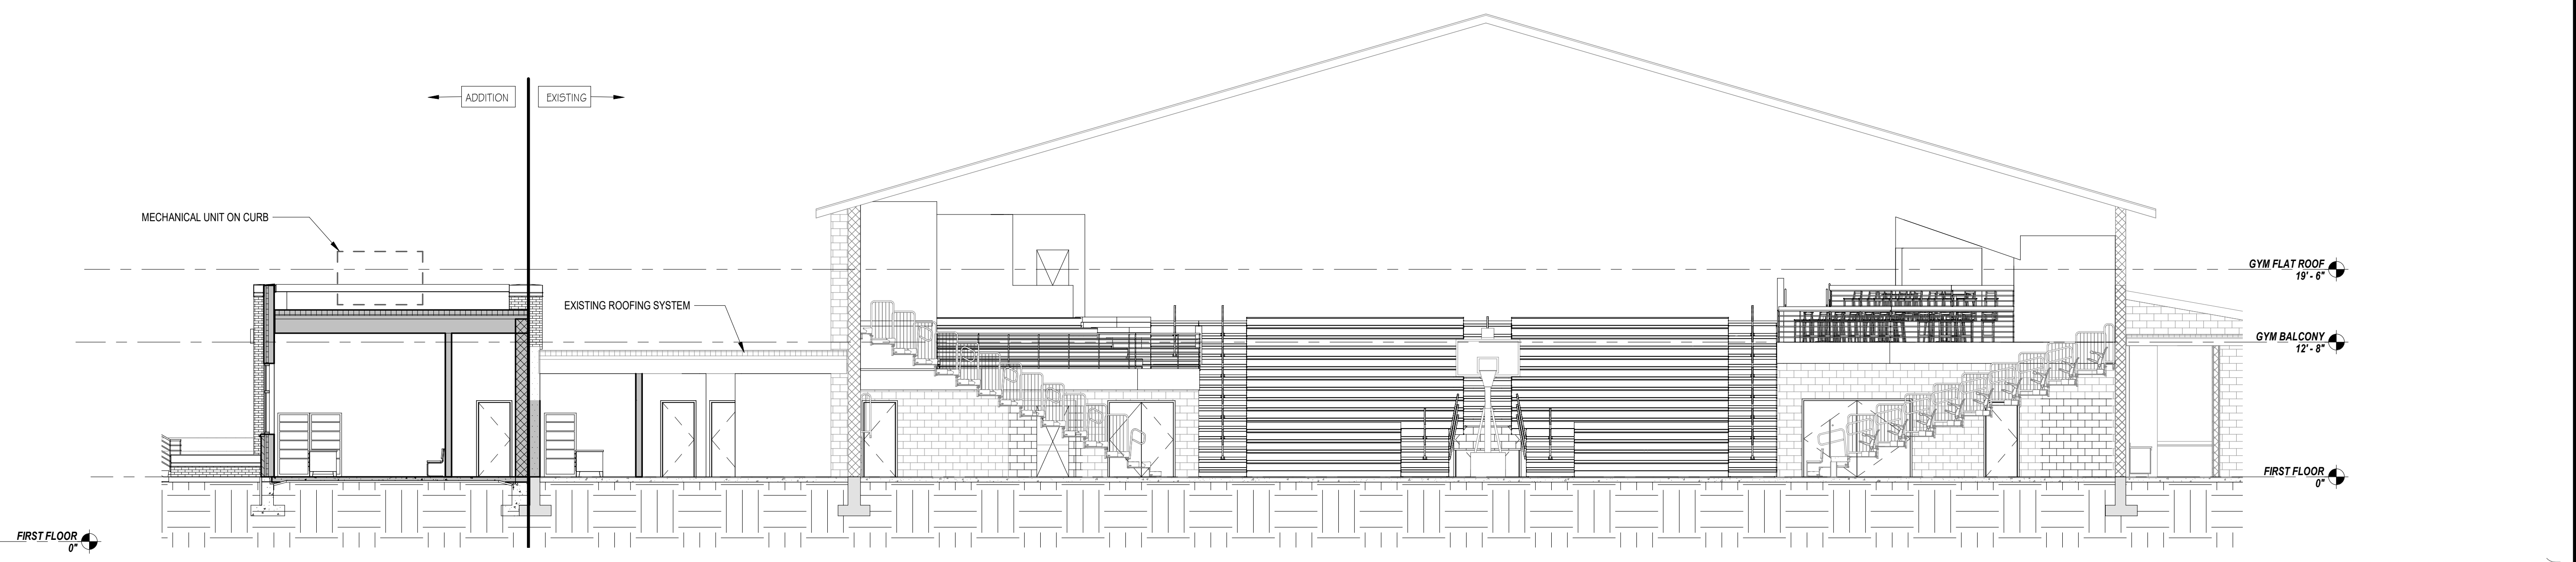 ADDITION
EXISTING
MECHANICAL UNIT ON CURB
EXISTING ROOFING SYSTEM
GYM FLAT ROOF
19' - 6"
GYM BALCONY
12' - 8"
FIRST FLOOR
0"
FIRST FLOOR
0"